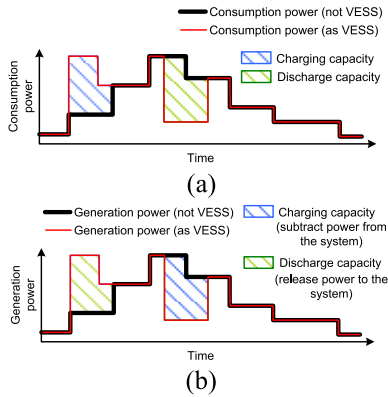 Consumption power (not VESS)
Consumption power (as VESS)
Charging capacity
Discharge capacity
Consumption
power
Time
(a)
Generation power (not VESS)
Generation power (as VESS)
Charging capacity
(subtract power from
the system)
Discharge capacity
(release power to the
system)
Generation
power
Time
(b)